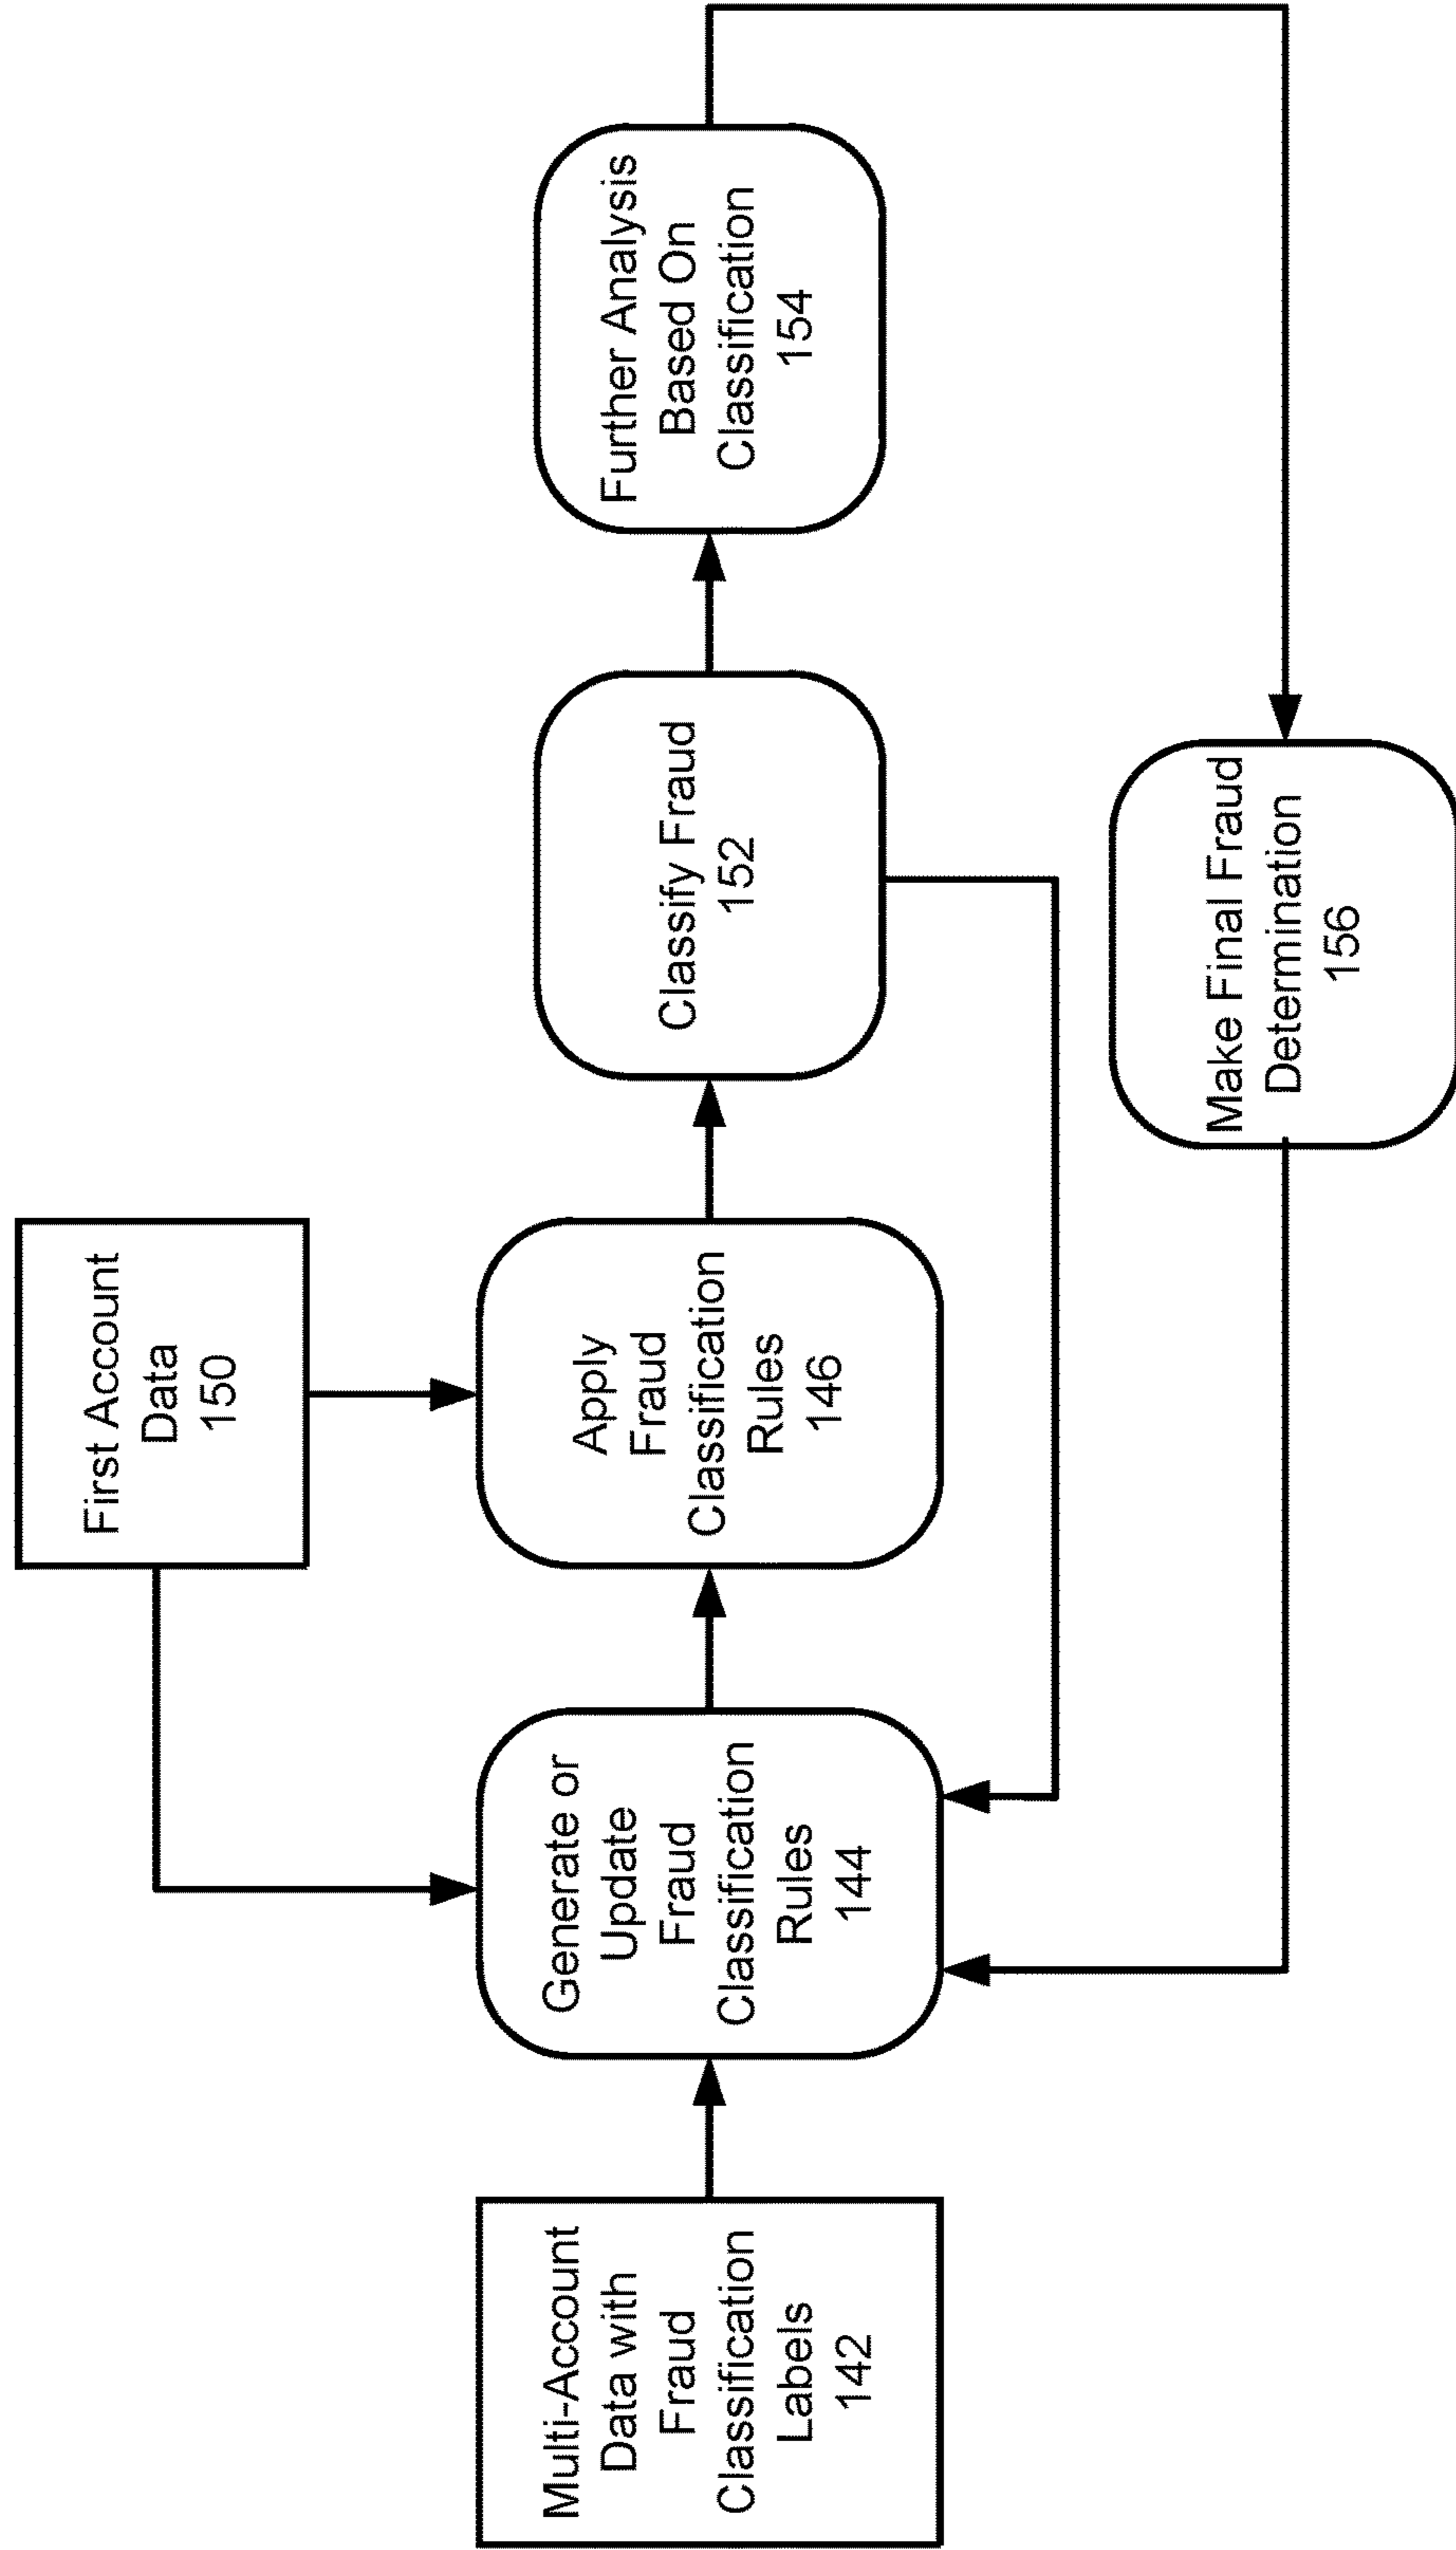 First Account
Data
150
Multi-Account
Data with
Fraud
Classification
Labels
142
Generate or
Update
Fraud
Classification
Rules
144
Apply
Fraud
Classification
Rules
146
Classify Fraud
152
Further Analysis
Based On
Classification
154
Make Final Fraud
Determination
156